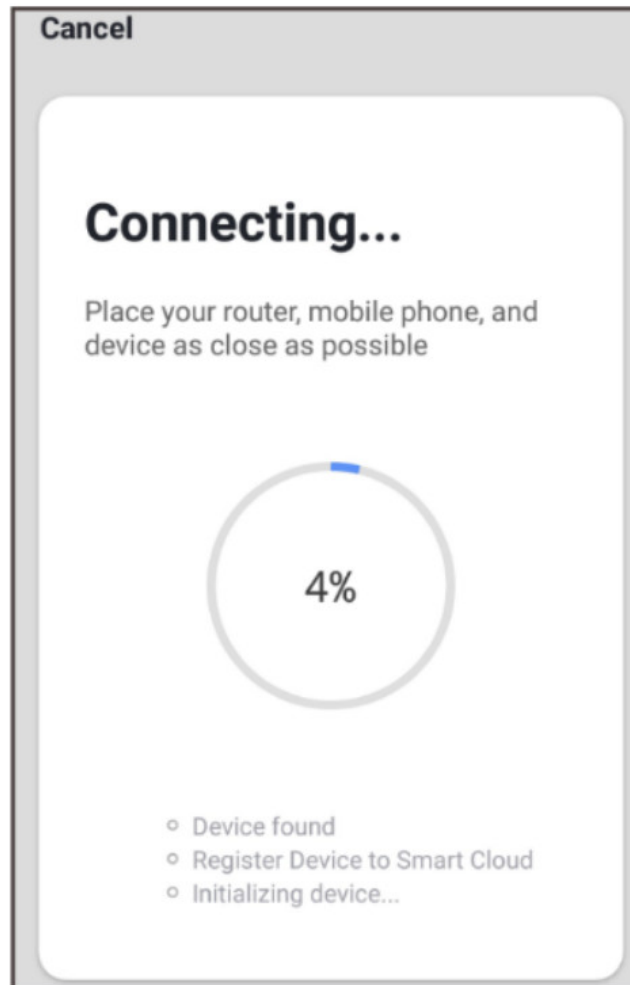 Cancel
Connecting...
Place your router, mobile phone, and
device as close as possible
4%
Device found
Register Device to Smart Cloud
Initializing device...